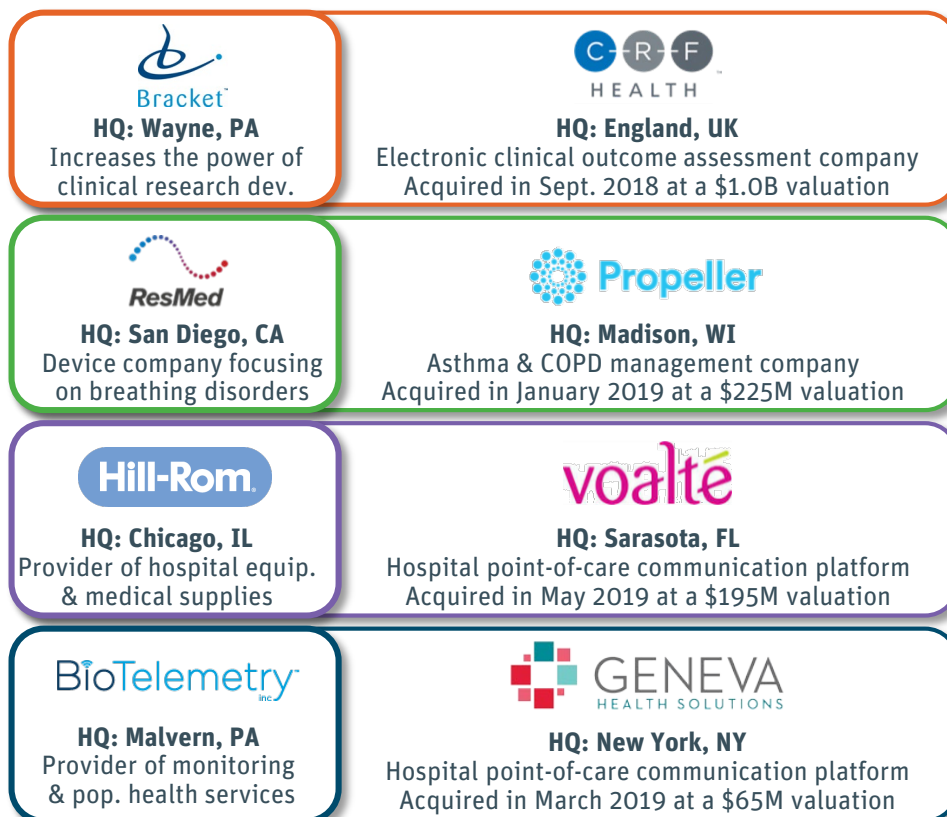 Bracket™
HQ: Wayne, PA
Increases the power of
clinical research dev.
C-R-F™
HEALTH
HQ: England, UK
Electronic clinical outcome assessment company
Acquired in Sept. 2018 at a $1.0B valuation
ResMed
HQ: San Diego, CA
Device company focusing
on breathing disorders
Propeller
HQ: Madison, WI
Asthma & COPD management company
Acquired in January 2019 at a $225M valuation
Hill-Rom®
HQ: Chicago, IL
Provider of hospital equip.
& medical supplies
voalté
HQ: Sarasota, FL
Hospital point-of-care communication platform
Acquired in May 2019 at a $195M valuation
BioTelemetry™
inc
HQ: Malvern, PA
Provider of monitoring
& pop. health services
GENEVA
HEALTH SOLUTIONS
HQ: New York, NY
Hospital point-of-care communication platform
Acquired in March 2019 at a $65M valuation